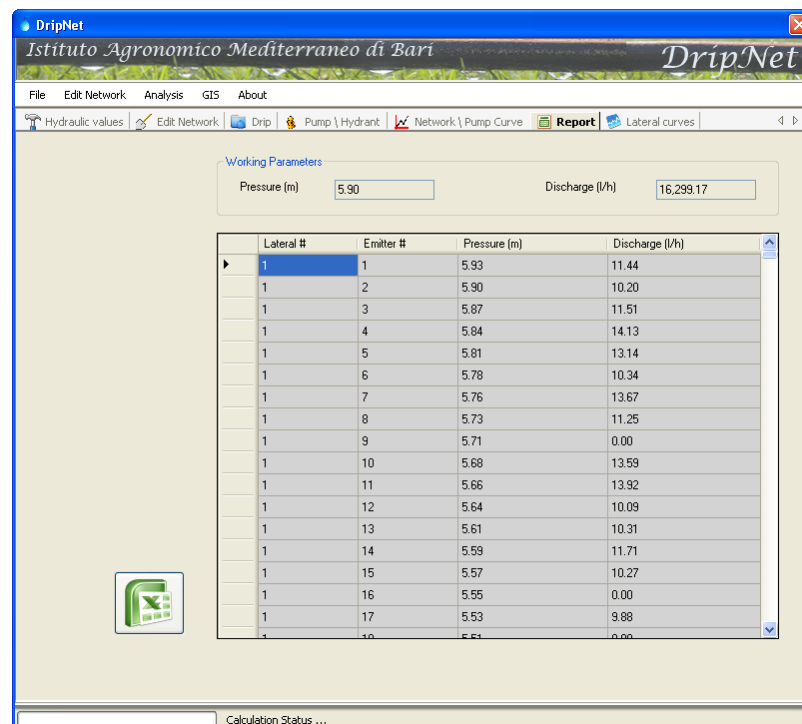 DripNet
Istituto Agronomico Mediterraneo di Bari
DripNet
File Edit Network Analysis GIS About
Hydraulic values Edit Network Drip Pump \ Hydrant Network \ Pump Curve Report Lateral curves
Working Parameters
Pressure (m) 5.90 Discharge (l/h) 16,299.17
Lateral # Emitter # Pressure (m) Discharge (l/h)
1 1 5.93 11.44
1 2 5.90 10.20
1 3 5.87 11.51
1 4 5.84 14.13
1 5 5.81 13.14
1 6 5.78 10.34
1 7 5.76 13.67
1 8 5.73 11.25
1 9 5.71 0.00
1 10 5.68 13.59
1 11 5.66 13.92
1 12 5.64 10.09
1 13 5.61 10.31
1 14 5.59 11.71
1 15 5.57 10.27
1 16 5.55 0.00
1 17 5.53 9.88
Calculation Status ...